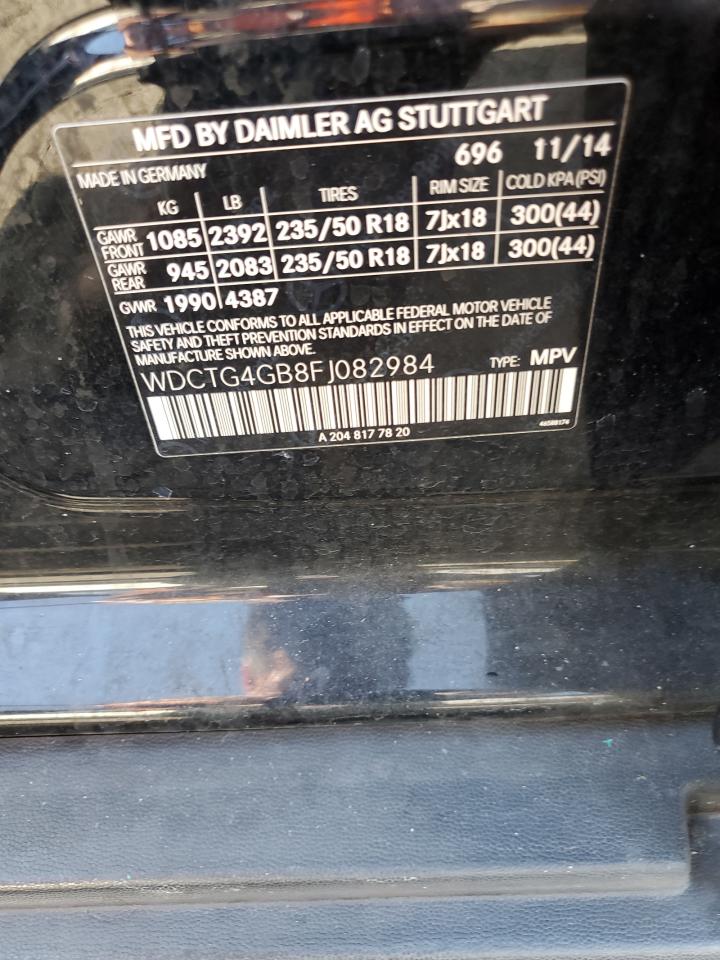 MFD BY DAIMLER AG STUTTGART
696 11/14
MADE IN GERMANY
KG LB TIRES RIM SIZE COLD KPA (PSI)
GAWR FRONT 1085 2392 235/50 R18 7Jx18 300(44)
GAWR REAR 945 2083 235/50 R18 7Jx18 300(44)
GVWR 1990 4387
THIS VEHICLE CONFORMS TO ALL APPLICABLE FEDERAL MOTOR VEHICLE
SAFETY AND THEFT PREVENTION STANDARDS IN EFFECT ON THE DATE OF
MANUFACTURE SHOWN ABOVE.
WDCTG4GB8FJ082984 TYPE: MPV
A 204 817 78 20